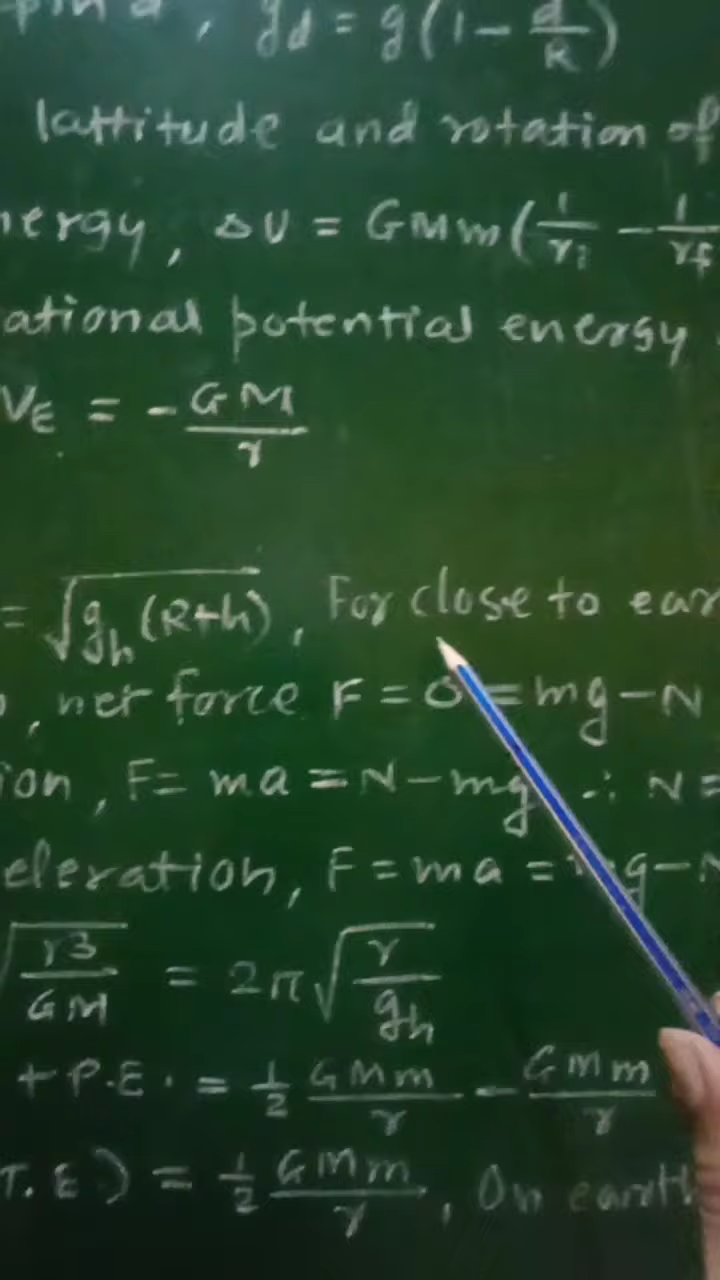 , gd = g(1 - d/R)
lattitude and rotation of
nergy, ΔU = GMm(1/ri - 1/rf
ational potential energy
VE = - GM/r
= √gh(R+h), For close to ear
, net force F = 0 = mg - N
ion, F = ma = N - mg ∴ N =
eleration, F = ma = mg - N
√r3/GM = 2π√r/gh
+ P.E. = 1/2 GMm/r - GMm/r
T.E) = 1/2 GMm/r, On earth